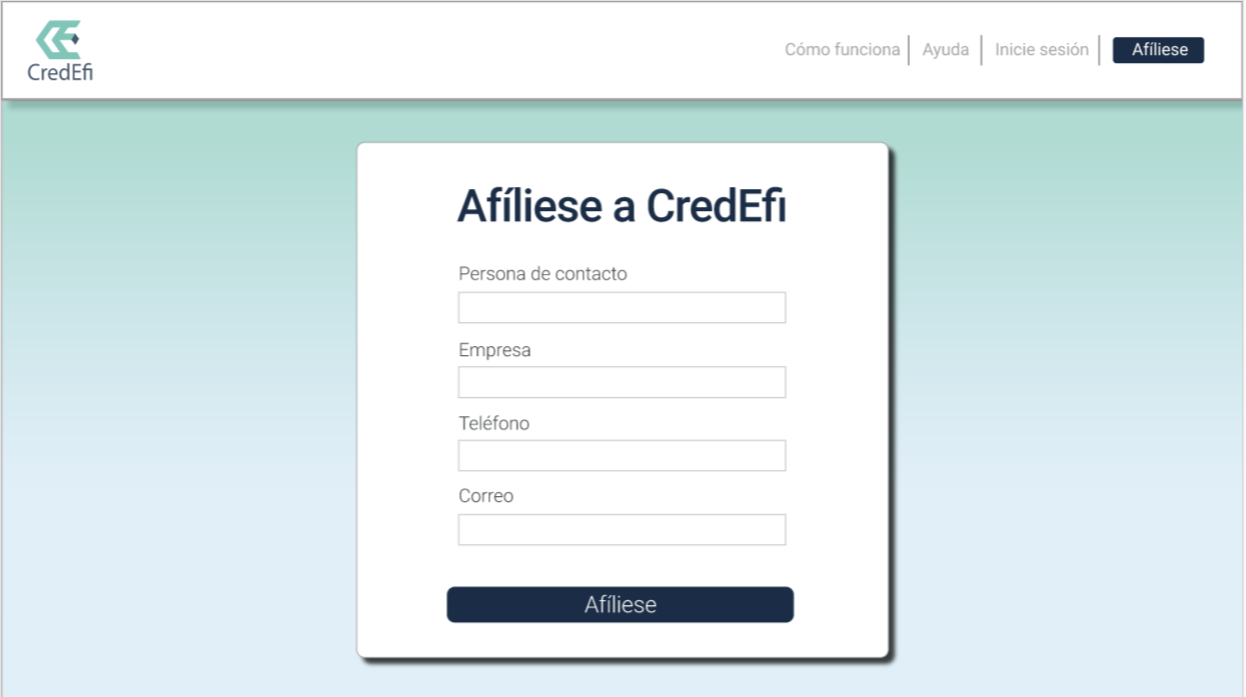 CredEfi
Cómo funciona
Ayuda
Inicie sesión
Afíliese
Afíliese a CredEfi
Persona de contacto
Empresa
Teléfono
Correo
Afíliese